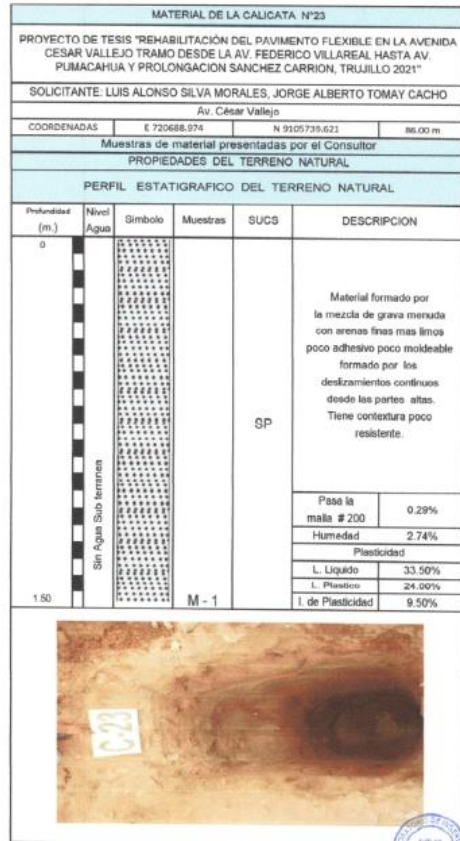 MATERIAL DE LA CALICATA N°23
PROYECTO DE TESIS "REHABILITACIÓN DEL PAVIMENTO FLEXIBLE EN LA AVENIDA
CESAR VALLEJO TRAMO DESDE LA AV. FEDERICO VILLAREAL HASTA AV.
PUMACAHUA Y PROLONGACION SANCHEZ CARRION, TRUJILLO 2021"
SOLICITANTE: LUIS ALONSO SILVA MORALES, JORGE ALBERTO TOMAY CACHO
Av. César Vallejo
COORDENADAS E 720688.974 N 9105739.621 86.00 m
Muestras de material presentadas por el Consultor
PROPIEDADES DEL TERRENO NATURAL
PERFIL ESTATIGRAFICO DEL TERRENO NATURAL
Profundidad (m.) Nivel Agua Simbolo Muestras SUCS DESCRIPCION
0
Material formado por
la mezcla de grava menuda
con arenas finas mas limos
poco adhesivo poco moldeable
formado por los
deslizamientos continuos
desde las partes altas.
Tiene contextura poco
resistente.
SP
Sin Agua Sub terranea
Pasa la malla # 200 0.29%
Humedad 2.74%
Plasticidad
L. Liquido 33.50%
L. Plastico 24.00%
1.50 M - 1 I. de Plasticidad 9.50%
C-23